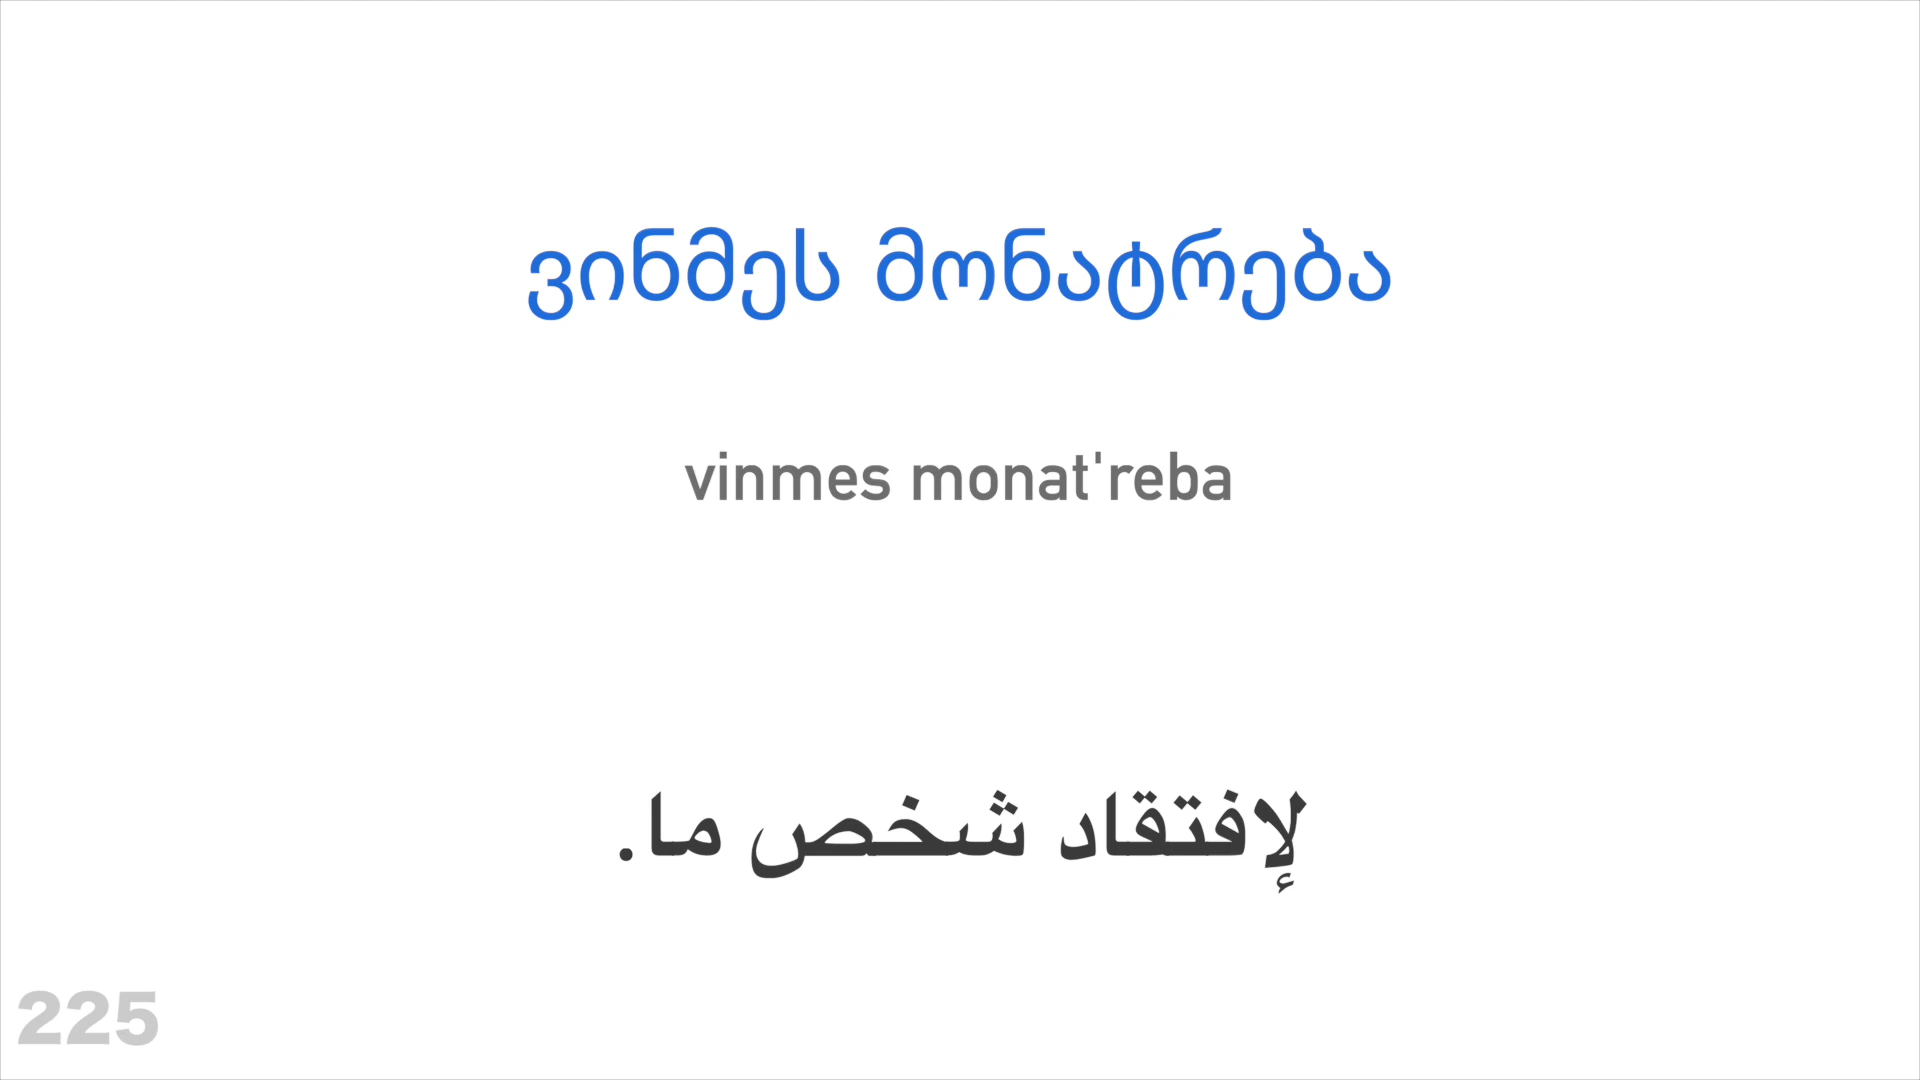 ვინმეს მონატრება
vinmes monat'reba
لإفتقاد شخص ما.
225